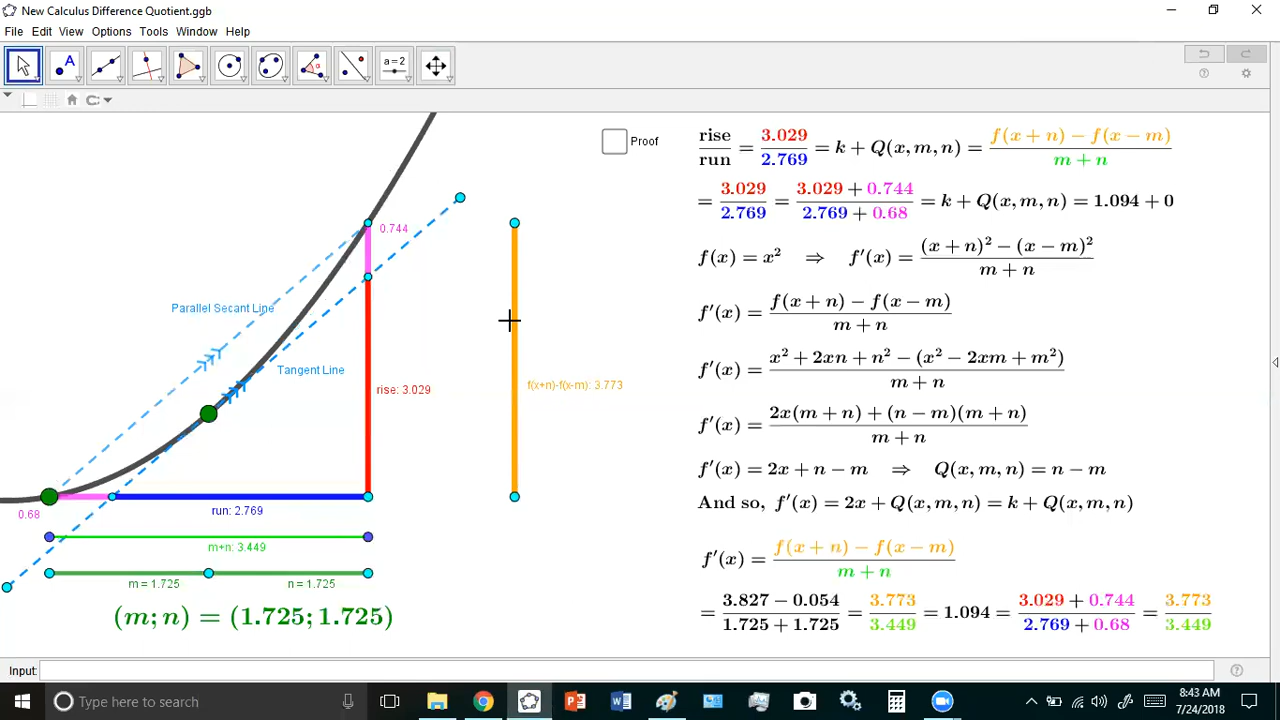 New Calculus Difference Quotient.ggb
File Edit View Options Tools Window Help
A
α
a = 2
Proof
0.744
Parallel Secant Line
Tangent Line
rise: 3.029
f(x+n)-f(x-m): 3.773
0.68
run: 2.769
m+n: 3.449
m = 1.725 n = 1.725
(m; n) = (1.725; 1.725)
rise/run = 3.029/2.769 = k + Q(x, m, n) = (f(x + n) − f(x − m))/(m + n)
= 3.029/2.769 = (3.029 + 0.744)/(2.769 + 0.68) = k + Q(x, m, n) = 1.094 + 0
f(x) = x² ⇒ f′(x) = ((x + n)² − (x − m)²)/(m + n)
f′(x) = (f(x + n) − f(x − m))/(m + n)
f′(x) = (x² + 2xn + n² − (x² − 2xm + m²))/(m + n)
f′(x) = (2x(m + n) + (n − m)(m + n))/(m + n)
f′(x) = 2x + n − m ⇒ Q(x, m, n) = n − m
And so, f′(x) = 2x + Q(x, m, n) = k + Q(x, m, n)
f′(x) = (f(x + n) − f(x − m))/(m + n)
= (3.827 − 0.054)/(1.725 + 1.725) = 3.773/3.449 = 1.094 = (3.029 + 0.744)/(2.769 + 0.68) = 3.773/3.449
Input:
Type here to search
8:43 AM
7/24/2018